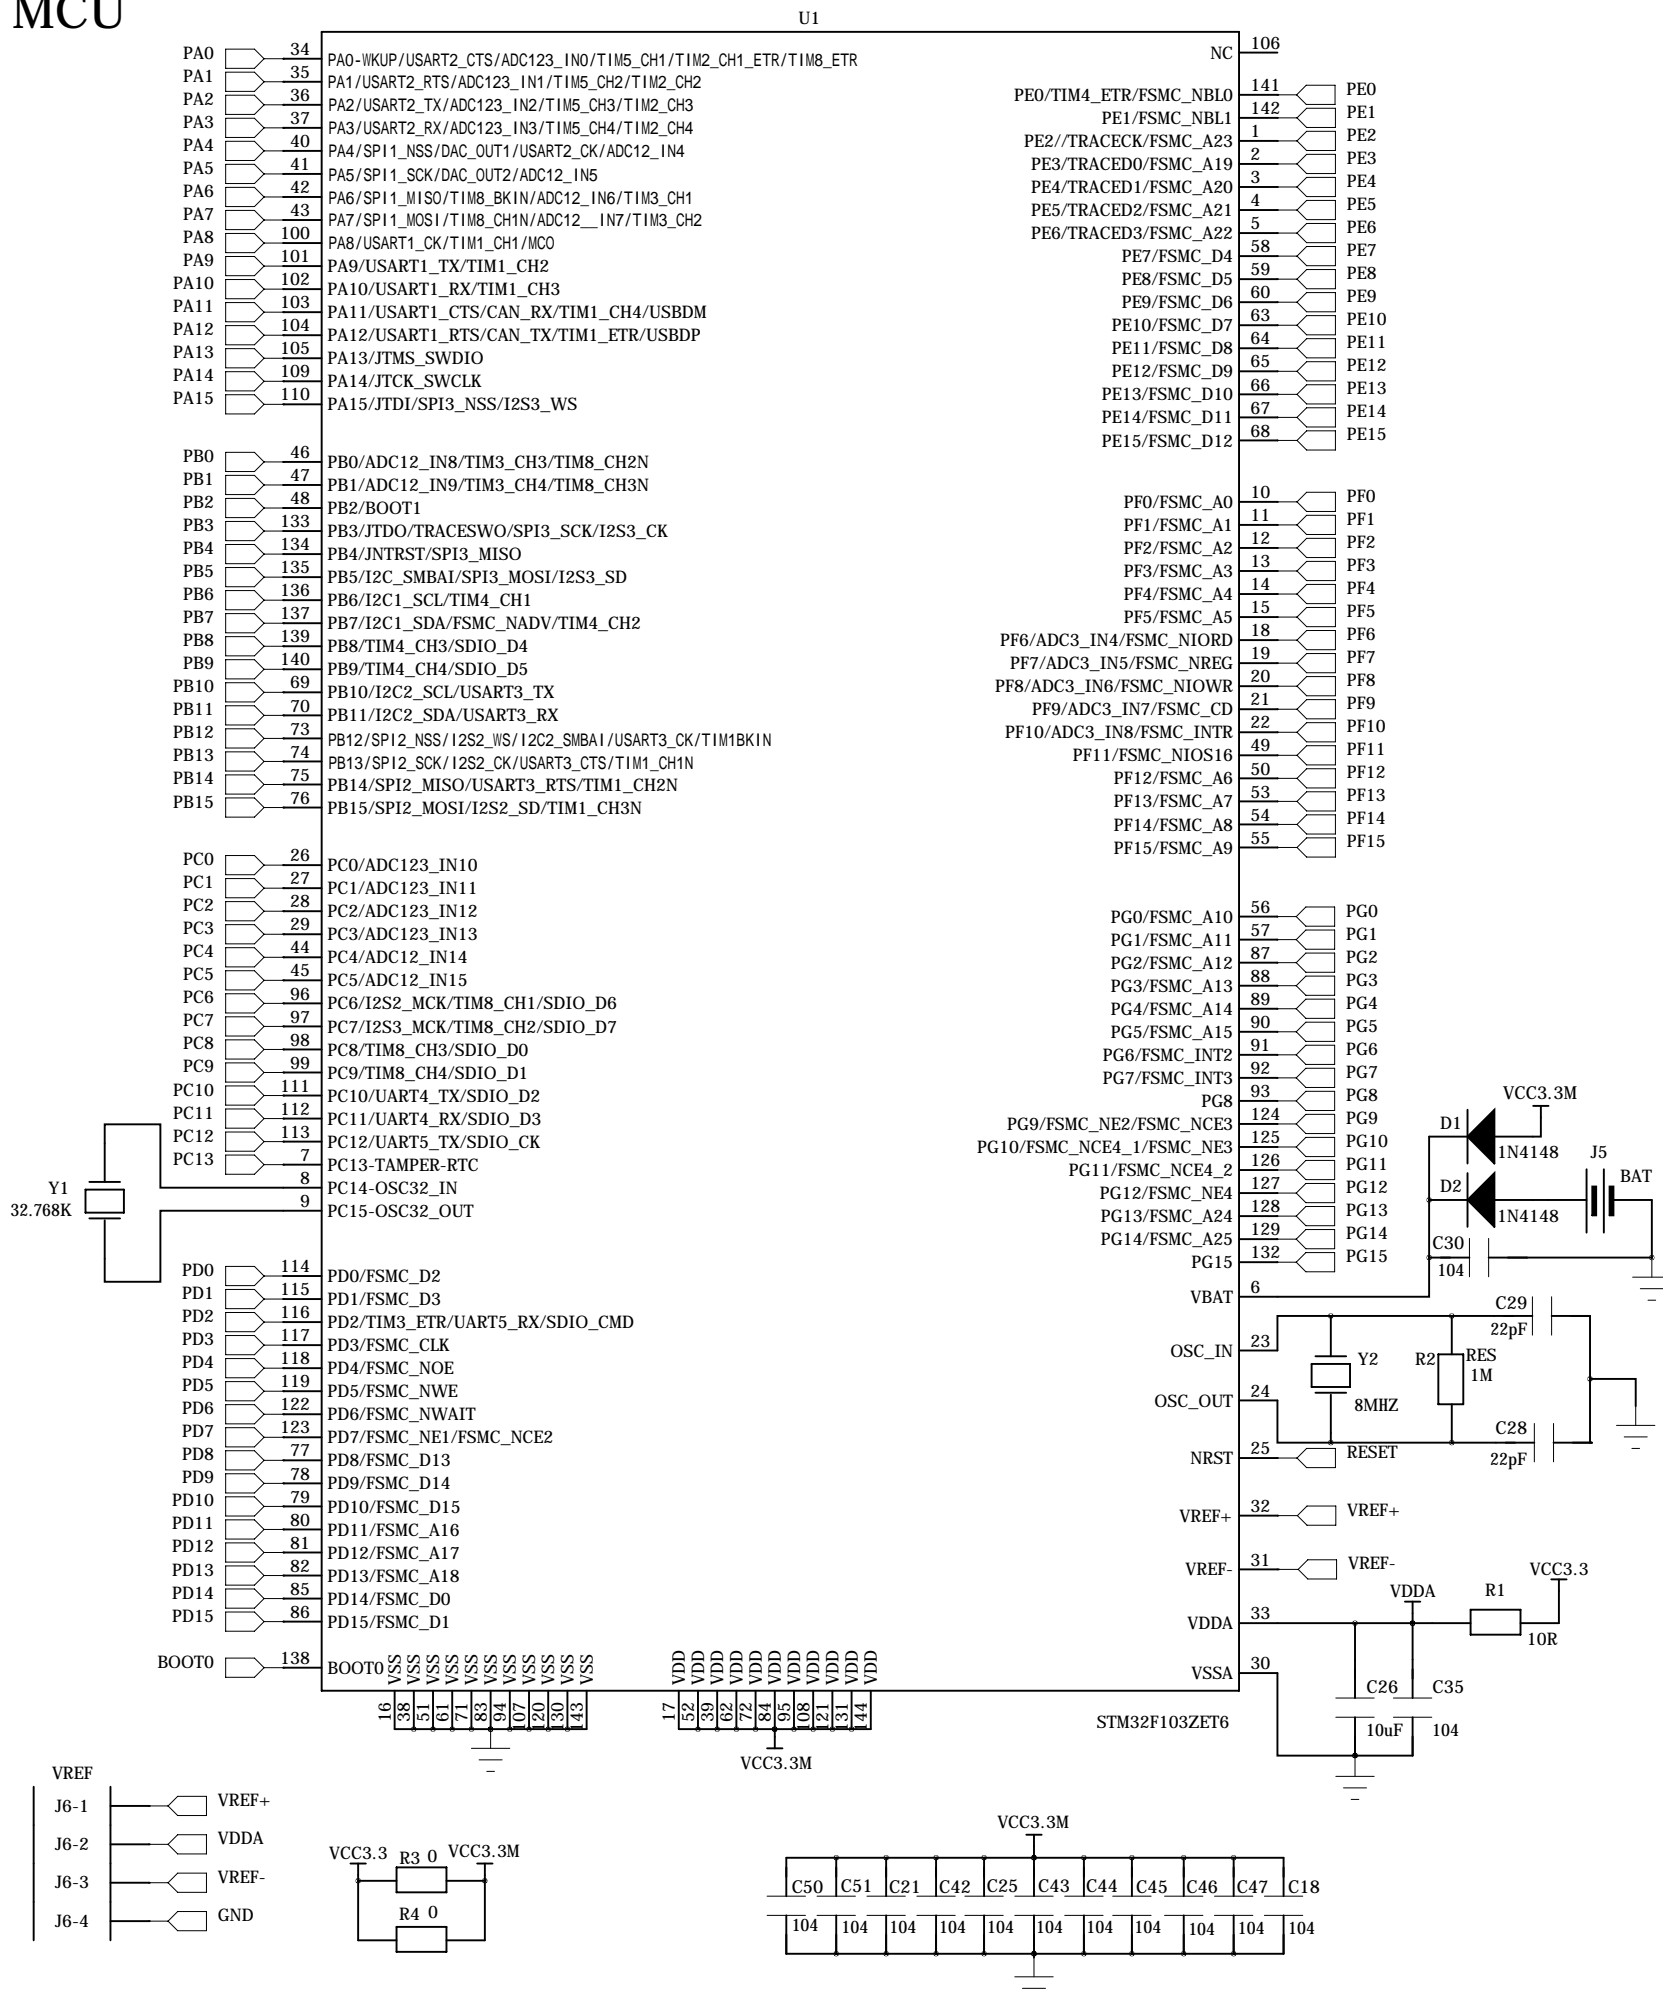 MCU
U1
PA0 34 PA0-WKUP/USART2_CTS/ADC123_IN0/TIM5_CH1/TIM2_CH1_ETR/TIM8_ETR
PA1 35 PA1/USART2_RTS/ADC123_IN1/TIM5_CH2/TIM2_CH2
PA2 36 PA2/USART2_TX/ADC123_IN2/TIM5_CH3/TIM2_CH3
PA3 37 PA3/USART2_RX/ADC123_IN3/TIM5_CH4/TIM2_CH4
PA4 40 PA4/SPI1_NSS/DAC_OUT1/USART2_CK/ADC12_IN4
PA5 41 PA5/SPI1_SCK/DAC_OUT2/ADC12_IN5
PA6 42 PA6/SPI1_MISO/TIM8_BKIN/ADC12_IN6/TIM3_CH1
PA7 43 PA7/SPI1_MOSI/TIM8_CH1N/ADC12__IN7/TIM3_CH2
PA8 100 PA8/USART1_CK/TIM1_CH1/MCO
PA9 101 PA9/USART1_TX/TIM1_CH2
PA10 102 PA10/USART1_RX/TIM1_CH3
PA11 103 PA11/USART1_CTS/CAN_RX/TIM1_CH4/USBDM
PA12 104 PA12/USART1_RTS/CAN_TX/TIM1_ETR/USBDP
PA13 105 PA13/JTMS_SWDIO
PA14 109 PA14/JTCK_SWCLK
PA15 110 PA15/JTDI/SPI3_NSS/I2S3_WS
PB0 46 PB0/ADC12_IN8/TIM3_CH3/TIM8_CH2N
PB1 47 PB1/ADC12_IN9/TIM3_CH4/TIM8_CH3N
PB2 48 PB2/BOOT1
PB3 133 PB3/JTDO/TRACESWO/SPI3_SCK/I2S3_CK
PB4 134 PB4/JNTRST/SPI3_MISO
PB5 135 PB5/I2C_SMBAI/SPI3_MOSI/I2S3_SD
PB6 136 PB6/I2C1_SCL/TIM4_CH1
PB7 137 PB7/I2C1_SDA/FSMC_NADV/TIM4_CH2
PB8 139 PB8/TIM4_CH3/SDIO_D4
PB9 140 PB9/TIM4_CH4/SDIO_D5
PB10 69 PB10/I2C2_SCL/USART3_TX
PB11 70 PB11/I2C2_SDA/USART3_RX
PB12 73 PB12/SPI2_NSS/I2S2_WS/I2C2_SMBAI/USART3_CK/TIM1BKIN
PB13 74 PB13/SPI2_SCK/I2S2_CK/USART3_CTS/TIM1_CH1N
PB14 75 PB14/SPI2_MISO/USART3_RTS/TIM1_CH2N
PB15 76 PB15/SPI2_MOSI/I2S2_SD/TIM1_CH3N
PC0 26 PC0/ADC123_IN10
PC1 27 PC1/ADC123_IN11
PC2 28 PC2/ADC123_IN12
PC3 29 PC3/ADC123_IN13
PC4 44 PC4/ADC12_IN14
PC5 45 PC5/ADC12_IN15
PC6 96 PC6/I2S2_MCK/TIM8_CH1/SDIO_D6
PC7 97 PC7/I2S3_MCK/TIM8_CH2/SDIO_D7
PC8 98 PC8/TIM8_CH3/SDIO_D0
PC9 99 PC9/TIM8_CH4/SDIO_D1
PC10 111 PC10/UART4_TX/SDIO_D2
PC11 112 PC11/UART4_RX/SDIO_D3
PC12 113 PC12/UART5_TX/SDIO_CK
PC13 7 PC13-TAMPER-RTC
8 PC14-OSC32_IN
9 PC15-OSC32_OUT
Y1
32.768K
PD0 114 PD0/FSMC_D2
PD1 115 PD1/FSMC_D3
PD2 116 PD2/TIM3_ETR/UART5_RX/SDIO_CMD
PD3 117 PD3/FSMC_CLK
PD4 118 PD4/FSMC_NOE
PD5 119 PD5/FSMC_NWE
PD6 122 PD6/FSMC_NWAIT
PD7 123 PD7/FSMC_NE1/FSMC_NCE2
PD8 77 PD8/FSMC_D13
PD9 78 PD9/FSMC_D14
PD10 79 PD10/FSMC_D15
PD11 80 PD11/FSMC_A16
PD12 81 PD12/FSMC_A17
PD13 82 PD13/FSMC_A18
PD14 85 PD14/FSMC_D0
PD15 86 PD15/FSMC_D1
BOOT0 138 BOOT0
NC 106
PE0/TIM4_ETR/FSMC_NBL0 141 PE0
PE1/FSMC_NBL1 142 PE1
PE2//TRACECK/FSMC_A23 1 PE2
PE3/TRACED0/FSMC_A19 2 PE3
PE4/TRACED1/FSMC_A20 3 PE4
PE5/TRACED2/FSMC_A21 4 PE5
PE6/TRACED3/FSMC_A22 5 PE6
PE7/FSMC_D4 58 PE7
PE8/FSMC_D5 59 PE8
PE9/FSMC_D6 60 PE9
PE10/FSMC_D7 63 PE10
PE11/FSMC_D8 64 PE11
PE12/FSMC_D9 65 PE12
PE13/FSMC_D10 66 PE13
PE14/FSMC_D11 67 PE14
PE15/FSMC_D12 68 PE15
PF0/FSMC_A0 10 PF0
PF1/FSMC_A1 11 PF1
PF2/FSMC_A2 12 PF2
PF3/FSMC_A3 13 PF3
PF4/FSMC_A4 14 PF4
PF5/FSMC_A5 15 PF5
PF6/ADC3_IN4/FSMC_NIORD 18 PF6
PF7/ADC3_IN5/FSMC_NREG 19 PF7
PF8/ADC3_IN6/FSMC_NIOWR 20 PF8
PF9/ADC3_IN7/FSMC_CD 21 PF9
PF10/ADC3_IN8/FSMC_INTR 22 PF10
PF11/FSMC_NIOS16 49 PF11
PF12/FSMC_A6 50 PF12
PF13/FSMC_A7 53 PF13
PF14/FSMC_A8 54 PF14
PF15/FSMC_A9 55 PF15
PG0/FSMC_A10 56 PG0
PG1/FSMC_A11 57 PG1
PG2/FSMC_A12 87 PG2
PG3/FSMC_A13 88 PG3
PG4/FSMC_A14 89 PG4
PG5/FSMC_A15 90 PG5
PG6/FSMC_INT2 91 PG6
PG7/FSMC_INT3 92 PG7
PG8 93 PG8
PG9/FSMC_NE2/FSMC_NCE3 124 PG9
PG10/FSMC_NCE4_1/FSMC_NE3 125 PG10
PG11/FSMC_NCE4_2 126 PG11
PG12/FSMC_NE4 127 PG12
PG13/FSMC_A24 128 PG13
PG14/FSMC_A25 129 PG14
PG15 132 PG15
VBAT 6
VCC3.3M
D1
1N4148
J5
BAT
D2
1N4148
C30
104
OSC_IN 23
OSC_OUT 24
C29
22pF
Y2
8MHZ
R2 RES
1M
C28
22pF
NRST 25 RESET
VREF+ 32 VREF+
VREF- 31 VREF-
VDDA 33
VDDA
R1
10R
VCC3.3
VSSA 30
C26
10uF
C35
104
VSS VSS VSS VSS VSS VSS VSS VSS VSS VSS VSS
16 38 51 61 71 83 94 107 120 130 143
VDD VDD VDD VDD VDD VDD VDD VDD VDD VDD VDD
17 52 39 62 72 84 95 108 121 131 144
VCC3.3M
STM32F103ZET6
VREF
J6-1 VREF+
J6-2 VDDA
J6-3 VREF-
J6-4 GND
VCC3.3 R3 0 VCC3.3M
R4 0
VCC3.3M
C50 C51 C21 C42 C25 C43 C44 C45 C46 C47 C18
104 104 104 104 104 104 104 104 104 104 104